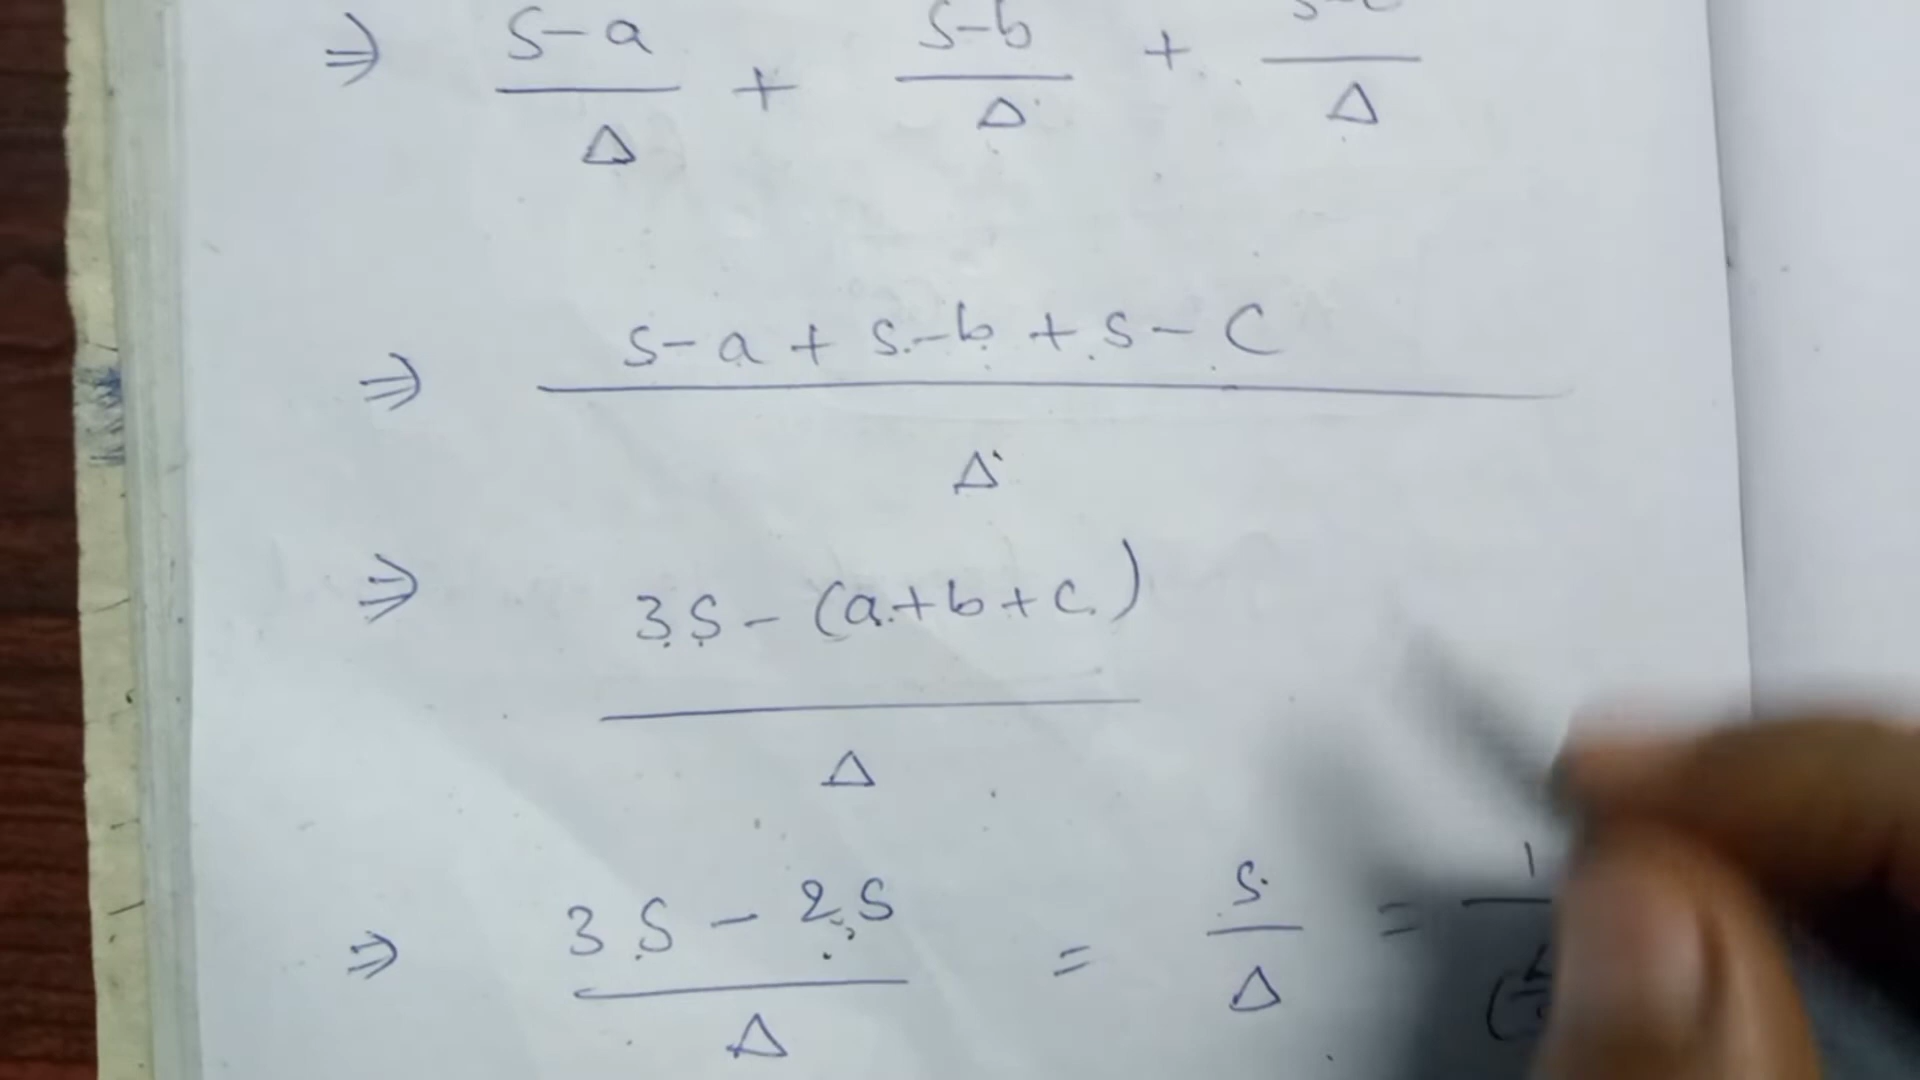 ⇒ S-a/Δ + S-b/Δ + S-c/Δ
⇒ S-a+S-b+S-C/Δ
⇒ 3S-(a+b+c)/Δ
⇒ 3S-2S/Δ = S/Δ = 1/